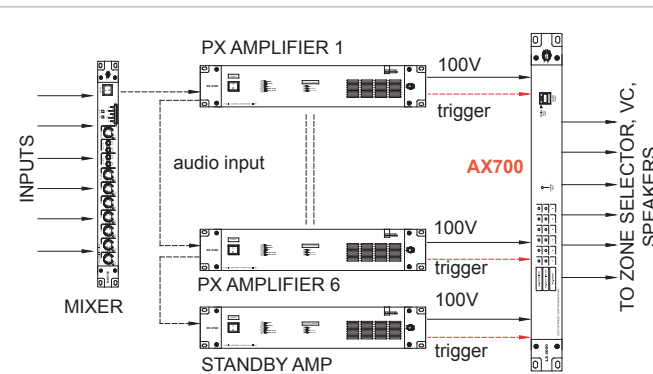 PX AMPLIFIER 1
100V
trigger
INPUTS
audio input
AX700
TO ZONE SELECTOR, VC,
SPEAKERS
100V
trigger
PX AMPLIFIER 6
MIXER
100V
trigger
STANDBY AMP